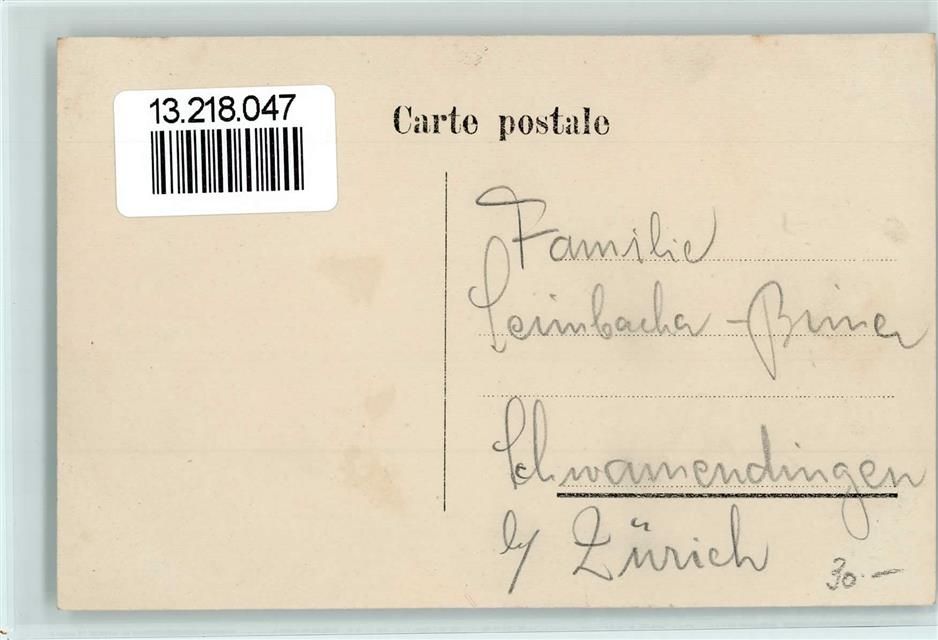 13.218.047
Carte postale
Familie
Leimbacher - Briner
Schwamendingen
b/ Zürich
30.—